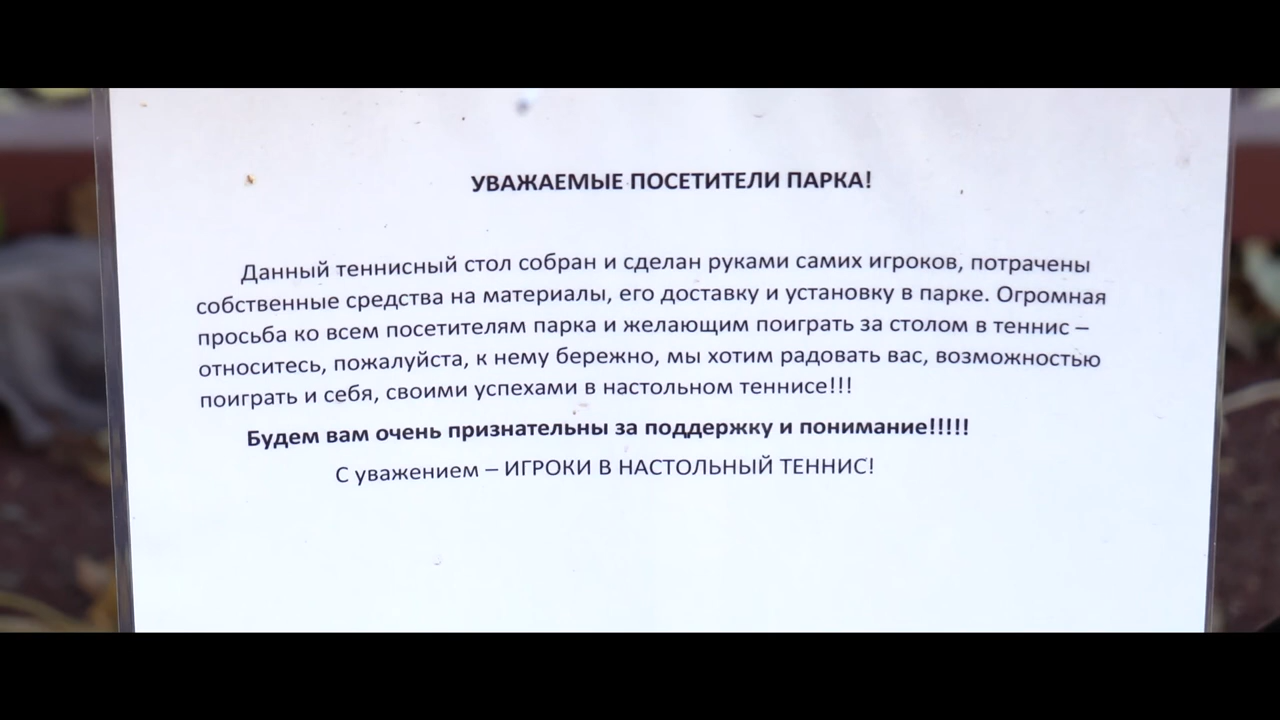 УВАЖАЕМЫЕ ПОСЕТИТЕЛИ ПАРКА!
Данный теннисный стол собран и сделан руками самих игроков, потрачены
собственные средства на материалы, его доставку и установку в парке. Огромная
просьба ко всем посетителям парка и желающим поиграть за столом в теннис –
относитесь, пожалуйста, к нему бережно, мы хотим радовать вас, возможностью
поиграть и себя, своими успехами в настольном теннисе!!!
Будем вам очень признательны за поддержку и понимание!!!!!
С уважением – ИГРОКИ В НАСТОЛЬНЫЙ ТЕННИС!